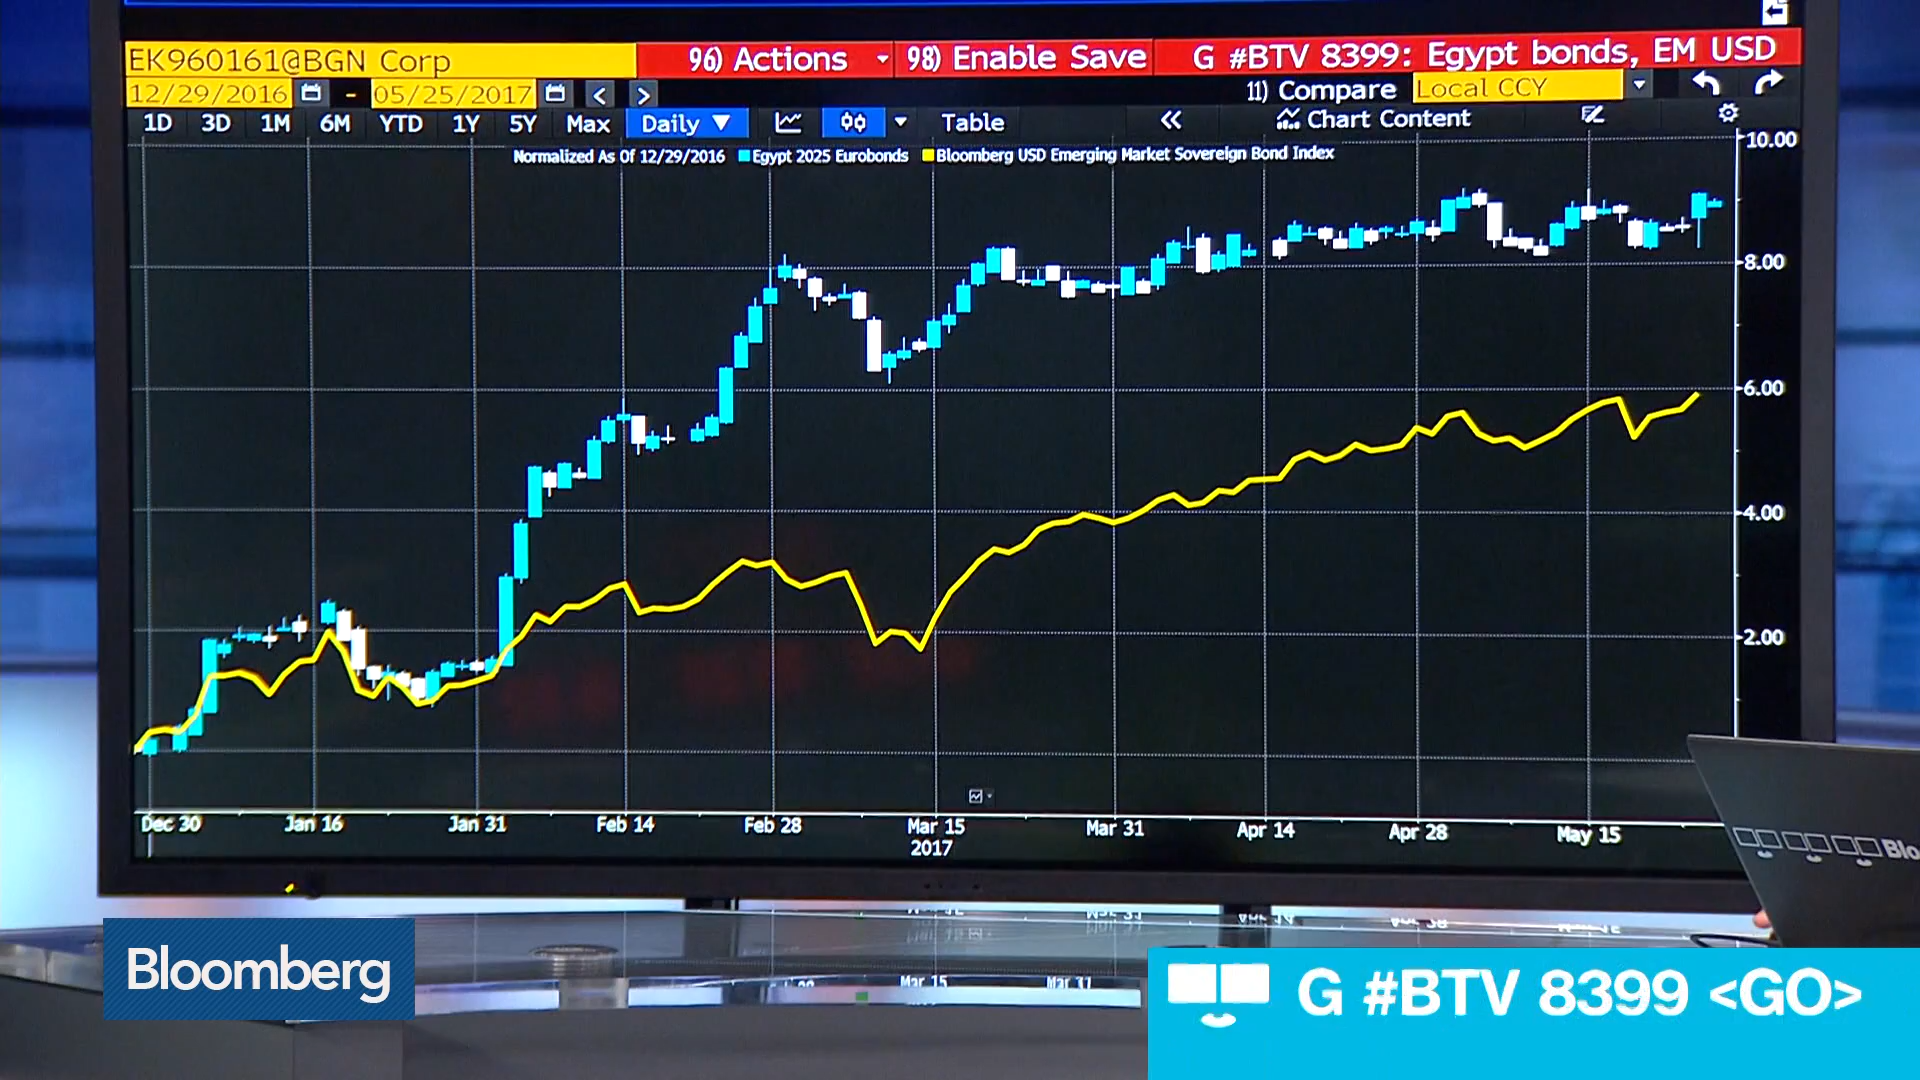 EK960161@BGN Corp 96) Actions 98) Enable Save G #BTV 8399: Egypt bonds, EM USD
12/29/2016 - 05/25/2017 < > 11) Compare Local CCY
1D 3D 1M 6M YTD 1Y 5Y Max Daily Table Chart Content
Normalized As Of 12/29/2016 Egypt 2025 Eurobonds Bloomberg USD Emerging Market Sovereign Bond Index
10.00
8.00
6.00
4.00
2.00
Dec 30 Jan 16 Jan 31 Feb 14 Feb 28 Mar 15 Mar 31 Apr 14 Apr 28 May 15
2017
Mar 15 Mar 31
Bloomberg
G #BTV 8399 <GO>